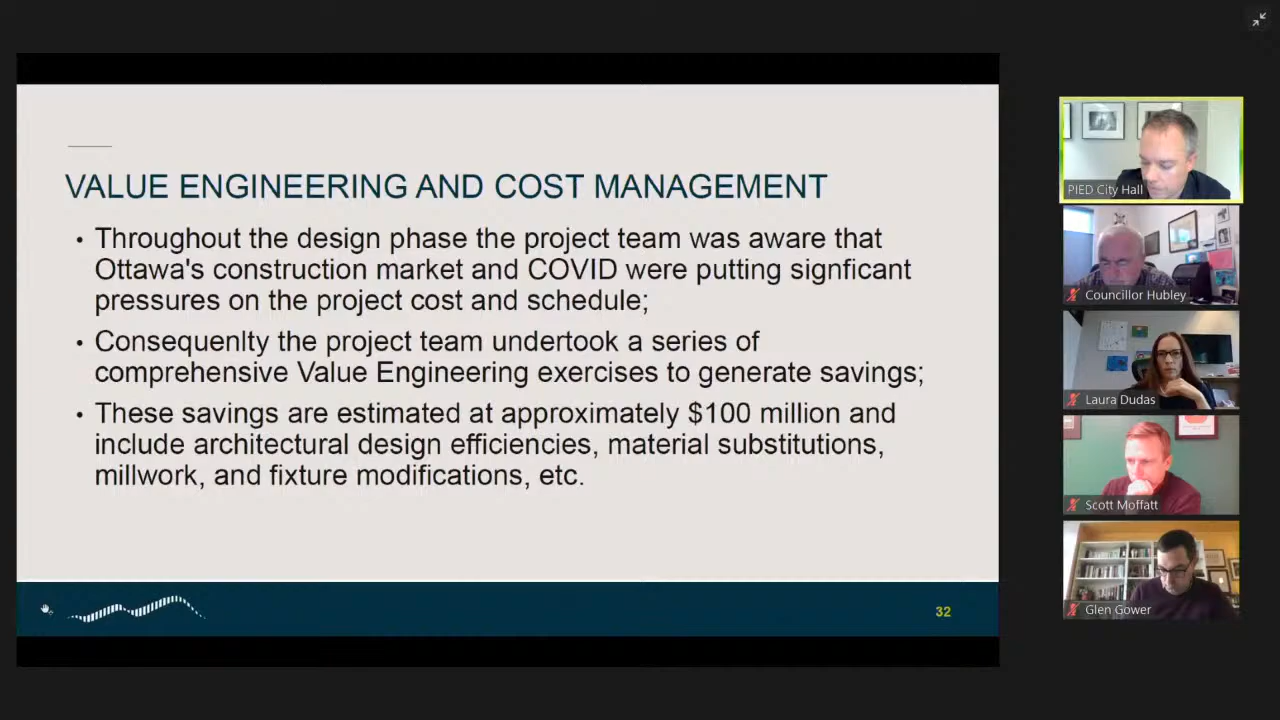 VALUE ENGINEERING AND COST MANAGEMENT
• Throughout the design phase the project team was aware that
Ottawa's construction market and COVID were putting signficant
pressures on the project cost and schedule;
• Consequenlty the project team undertook a series of
comprehensive Value Engineering exercises to generate savings;
• These savings are estimated at approximately $100 million and
include architectural design efficiencies, material substitutions,
millwork, and fixture modifications, etc.
32
PIED City Hall
Councillor Hubley
Laura Dudas
Scott Moffatt
Glen Gower